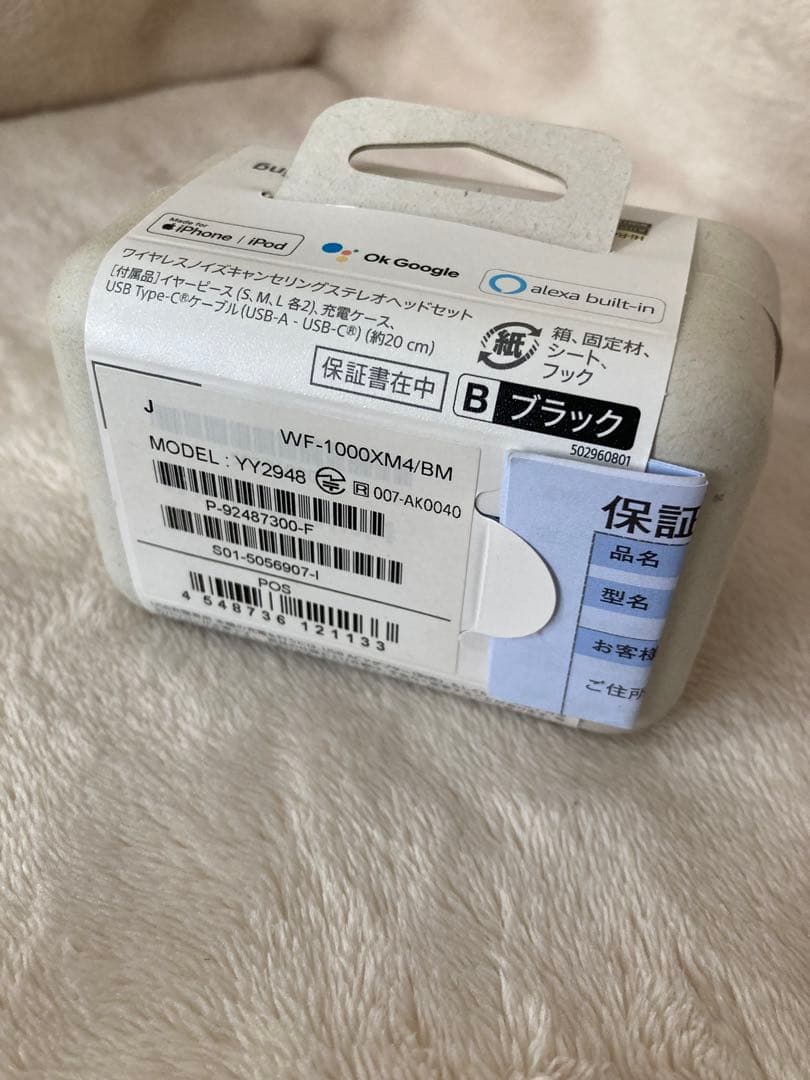 Made for
iPhone / iPod
Ok Google
alexa built-in
ワイヤレスノイズキャンセリングステレオヘッドセット
[付属品]イヤーピース (S, M, L 各2)、充電ケース、
USB Type-C®ケーブル(USB-A - USB-C®) (約20 cm)
紙
箱、固定材、
シート、
フック
保証書在中
B ブラック
502960801
J
WF-1000XM4/BM
MODEL : YY2948
R 007-AK0040
P-92487300-F
S01-5056907-I
POS
4 548736 121133
保証
品名
型名
お客様
ご住所